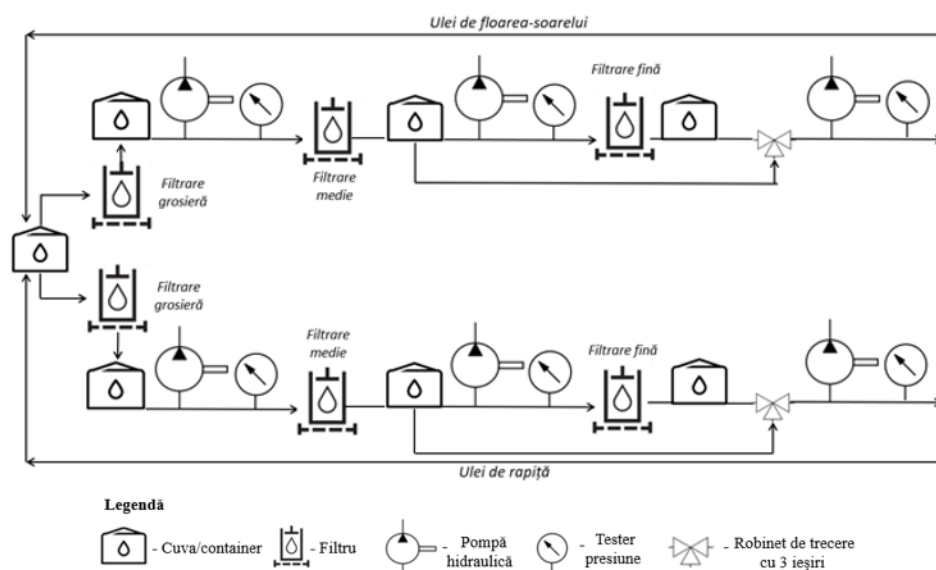 Ulei de floarea-soarelui
Filtrare fină
Filtrare
grosieră
Filtrare
medie
Filtrare
grosieră
Filtrare
medie
Filtrare fină
Ulei de rapiță
Legendă
- Cuva/container
- Filtru
- Pompă
hidraulică
- Tester
presiune
- Robinet de trecere
cu 3 ieșiri